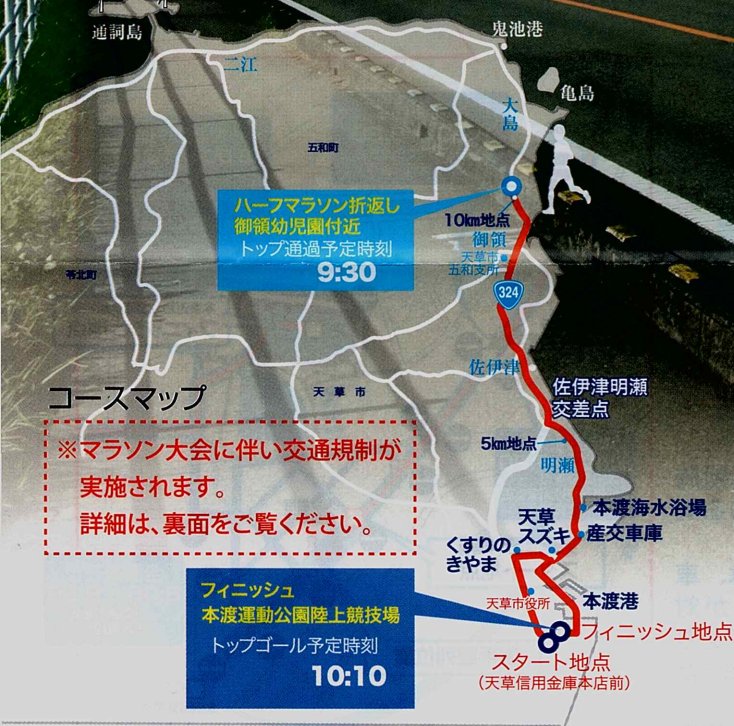 通詞島
鬼池港
二江
亀島
大島
五和町
ハーフマラソン折返し
御領幼児園付近
トップ通過予定時刻
9:30
10km地点
御領
天草市
五和支所
苓北町
324
佐伊津
コースマップ
天草市
佐伊津明瀬
交差点
※マラソン大会に伴い交通規制が
実施されます。
詳細は、裏面をご覧ください。
5km地点
明瀬
本渡海水浴場
天草
スズキ
産交車庫
くすりの
きやま
フィニッシュ
本渡運動公園陸上競技場
トップゴール予定時刻
10:10
天草市役所
本渡港
フィニッシュ地点
スタート地点
(天草信用金庫本店前)